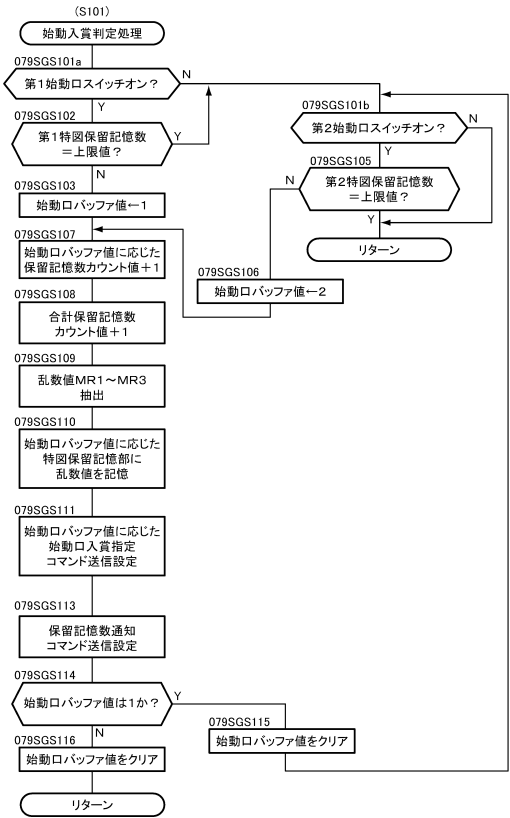 (S101)
始動入賞判定処理
079SGS101a
第1始動口スイッチオン?
N
Y
079SGS102
第1特図保留記憶数
=上限値?
Y
N
079SGS103
始動口バッファ値←1
079SGS101b
第2始動口スイッチオン?
N
Y
079SGS105
第2特図保留記憶数
=上限値?
N
Y
リターン
079SGS106
始動口バッファ値←2
079SGS107
始動口バッファ値に応じた
保留記憶数カウント値+1
079SGS108
合計保留記憶数
カウント値+1
079SGS109
乱数値MR1~MR3
抽出
079SGS110
始動口バッファ値に応じた
特図保留記憶部に
乱数値を記憶
079SGS111
始動口バッファ値に応じた
始動口入賞指定
コマンド送信設定
079SGS113
保留記憶数通知
コマンド送信設定
079SGS114
始動口バッファ値は1か?
Y
N
079SGS115
始動口バッファ値をクリア
079SGS116
始動口バッファ値をクリア
リターン